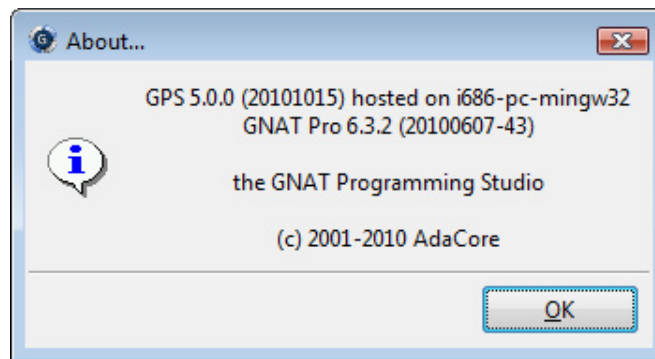 About...
GPS 5.0.0 (20101015) hosted on i686-pc-mingw32
GNAT Pro 6.3.2 (20100607-43)
the GNAT Programming Studio
(c) 2001-2010 AdaCore
OK